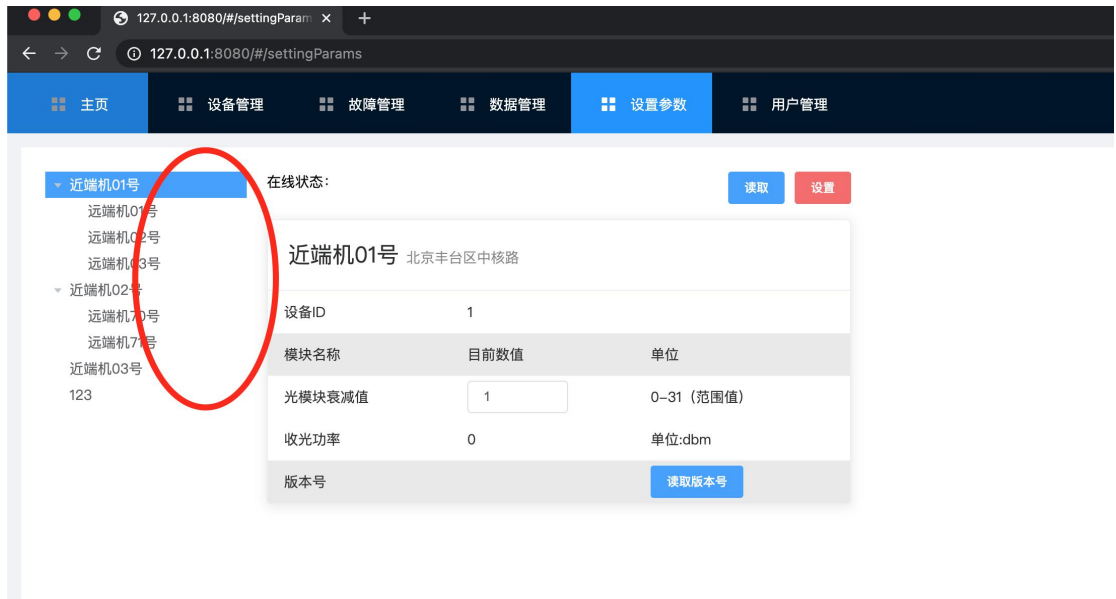 127.0.0.1:8080/#/settingParam
127.0.0.1:8080/#/settingParams
主页 设备管理 故障管理 数据管理 设置参数 用户管理
近端机01号
远端机01号
远端机02号
远端机03号
近端机02号
远端机70号
远端机71号
近端机03号
123
在线状态：
读取 设置
近端机01号 北京丰台区中核路
设备ID 1
模块名称 目前数值 单位
光模块衰减值 1 0-31（范围值）
收光功率 0 单位:dbm
版本号 读取版本号